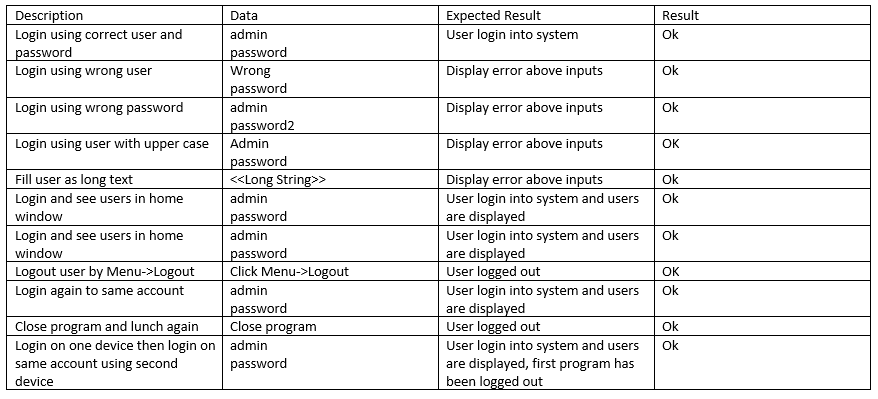 Description Data Expected Result Result
Login using correct user and admin User login into system Ok
password password
Login using wrong user Wrong Display error above inputs Ok
password
Login using wrong password admin Display error above inputs Ok
password2
Login using user with upper case Admin Display error above inputs OK
password
Fill user as long text <<Long String>> Display error above inputs Ok
Login and see users in home admin User login into system and users Ok
window password are displayed
Login and see users in home admin User login into system and users Ok
window password are displayed
Logout user by Menu->Logout Click Menu->Logout User logged out OK
Login again to same account admin User login into system and users Ok
password are displayed
Close program and lunch again Close program User logged out Ok
Login on one device then login on admin User login into system and users Ok
same account using second password are displayed, first program has
device been logged out